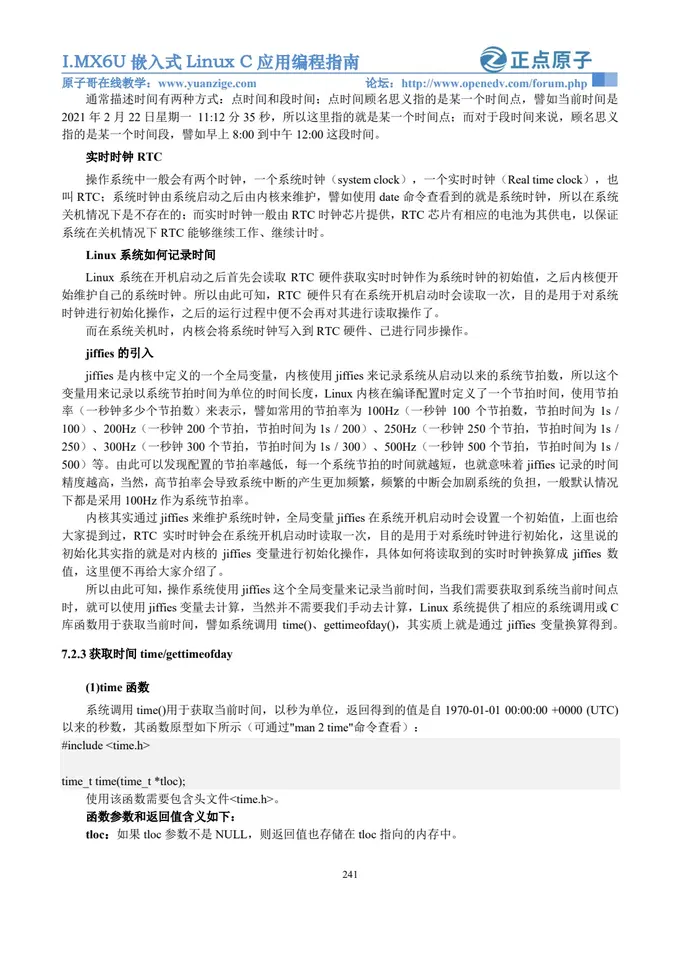 I.MX6U 嵌入式 Linux C 应用编程指南
正点原子
原子哥在线教学：www.yuanzige.com 论坛：http://www.openedv.com/forum.php
通常描述时间有两种方式：点时间和段时间；点时间顾名思义指的是某一个时间点，譬如当前时间是
2021 年 2 月 22 日星期一 11:12 分 35 秒，所以这里指的就是某一个时间点；而对于段时间来说，顾名思义
指的是某一个时间段，譬如早上 8:00 到中午 12:00 这段时间。
实时时钟 RTC
操作系统中一般会有两个时钟，一个系统时钟（system clock），一个实时时钟（Real time clock），也
叫 RTC；系统时钟由系统启动之后由内核来维护，譬如使用 date 命令查看到的就是系统时钟，所以在系统
关机情况下是不存在的；而实时时钟一般由 RTC 时钟芯片提供，RTC 芯片有相应的电池为其供电，以保证
系统在关机情况下 RTC 能够继续工作、继续计时。
Linux 系统如何记录时间
Linux 系统在开机启动之后首先会读取 RTC 硬件获取实时时钟作为系统时钟的初始值，之后内核便开
始维护自己的系统时钟。所以由此可知，RTC 硬件只有在系统开机启动时会读取一次，目的是用于对系统
时钟进行初始化操作，之后的运行过程中便不会再对其进行读取操作了。
而在系统关机时，内核会将系统时钟写入到 RTC 硬件、已进行同步操作。
jiffies 的引入
jiffies 是内核中定义的一个全局变量，内核使用 jiffies 来记录系统从启动以来的系统节拍数，所以这个
变量用来记录以系统节拍时间为单位的时间长度，Linux 内核在编译配置时定义了一个节拍时间，使用节拍
率（一秒钟多少个节拍数）来表示，譬如常用的节拍率为 100Hz（一秒钟 100 个节拍数，节拍时间为 1s /
100）、200Hz（一秒钟 200 个节拍，节拍时间为 1s / 200）、250Hz（一秒钟 250 个节拍，节拍时间为 1s /
250）、300Hz（一秒钟 300 个节拍，节拍时间为 1s / 300）、500Hz（一秒钟 500 个节拍，节拍时间为 1s /
500）等。由此可以发现配置的节拍率越低，每一个系统节拍的时间就越短，也就意味着 jiffies 记录的时间
精度越高，当然，高节拍率会导致系统中断的产生更加频繁，频繁的中断会加剧系统的负担，一般默认情况
下都是采用 100Hz 作为系统节拍率。
内核其实通过 jiffies 来维护系统时钟，全局变量 jiffies 在系统开机启动时会设置一个初始值，上面也给
大家提到过，RTC 实时时钟会在系统开机启动时读取一次，目的是用于对系统时钟进行初始化，这里说的
初始化其实指的就是对内核的 jiffies 变量进行初始化操作，具体如何将读取到的实时时钟换算成 jiffies 数
值，这里便不再给大家介绍了。
所以由此可知，操作系统使用 jiffies 这个全局变量来记录当前时间，当我们需要获取到系统当前时间点
时，就可以使用 jiffies 变量去计算，当然并不需要我们手动去计算，Linux 系统提供了相应的系统调用或 C
库函数用于获取当前时间，譬如系统调用 time()、gettimeofday()，其实质上就是通过 jiffies 变量换算得到。
7.2.3 获取时间 time/gettimeofday
(1)time 函数
系统调用 time()用于获取当前时间，以秒为单位，返回得到的值是自 1970-01-01 00:00:00 +0000 (UTC)
以来的秒数，其函数原型如下所示（可通过"man 2 time"命令查看）：
#include <time.h>
time_t time(time_t *tloc);
使用该函数需要包含头文件<time.h>。
函数参数和返回值含义如下：
tloc：如果 tloc 参数不是 NULL，则返回值也存储在 tloc 指向的内存中。
241